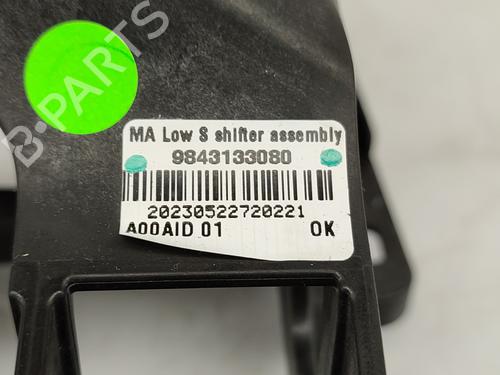 B-PARTS
MA Low S shifter assembly
9843133080
20230522720221
A00AID 01 OK